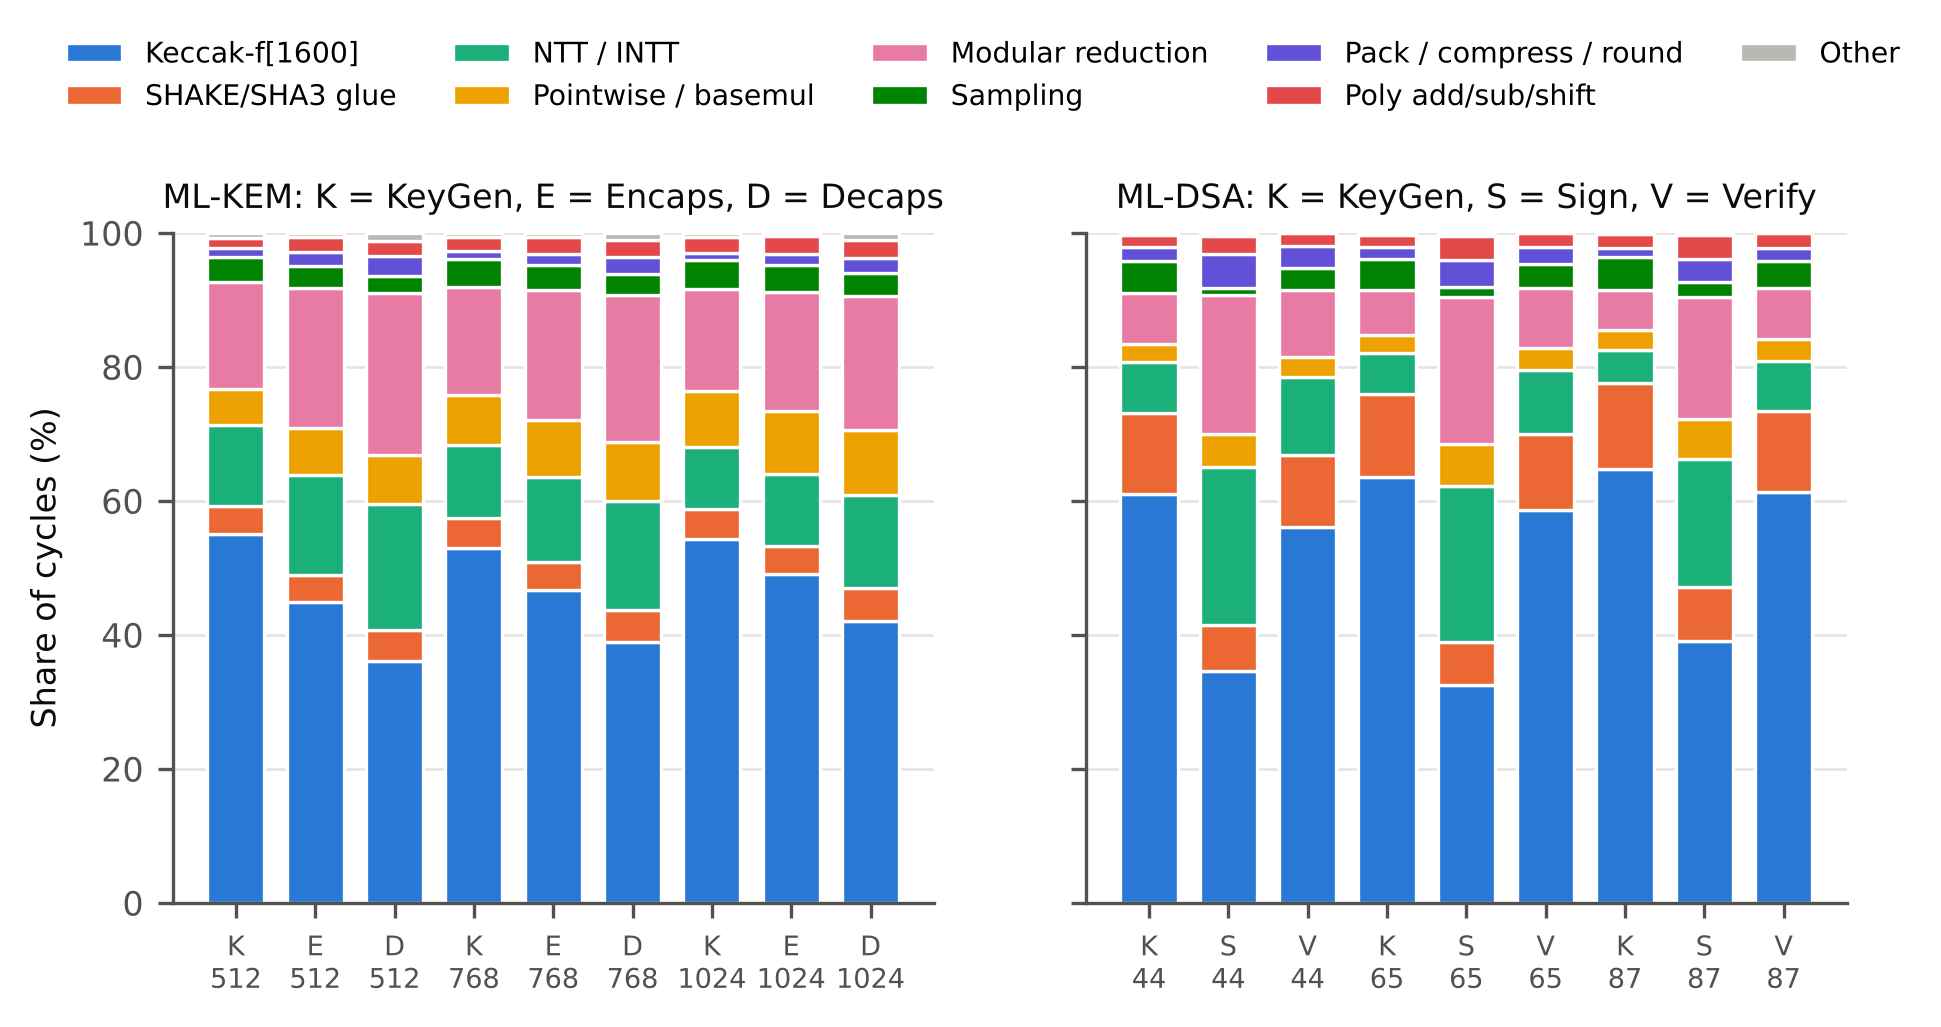 Keccak-f[1600] NTT / INTT Modular reduction Pack / compress / round Other
SHAKE/SHA3 glue Pointwise / basemul Sampling Poly add/sub/shift
ML-KEM: K = KeyGen, E = Encaps, D = Decaps
ML-DSA: K = KeyGen, S = Sign, V = Verify
Share of cycles (%)
100
80
60
40
20
0
K E D K E D K E D
512 512 512 768 768 768 1024 1024 1024
K S V K S V K S V
44 44 44 65 65 65 87 87 87